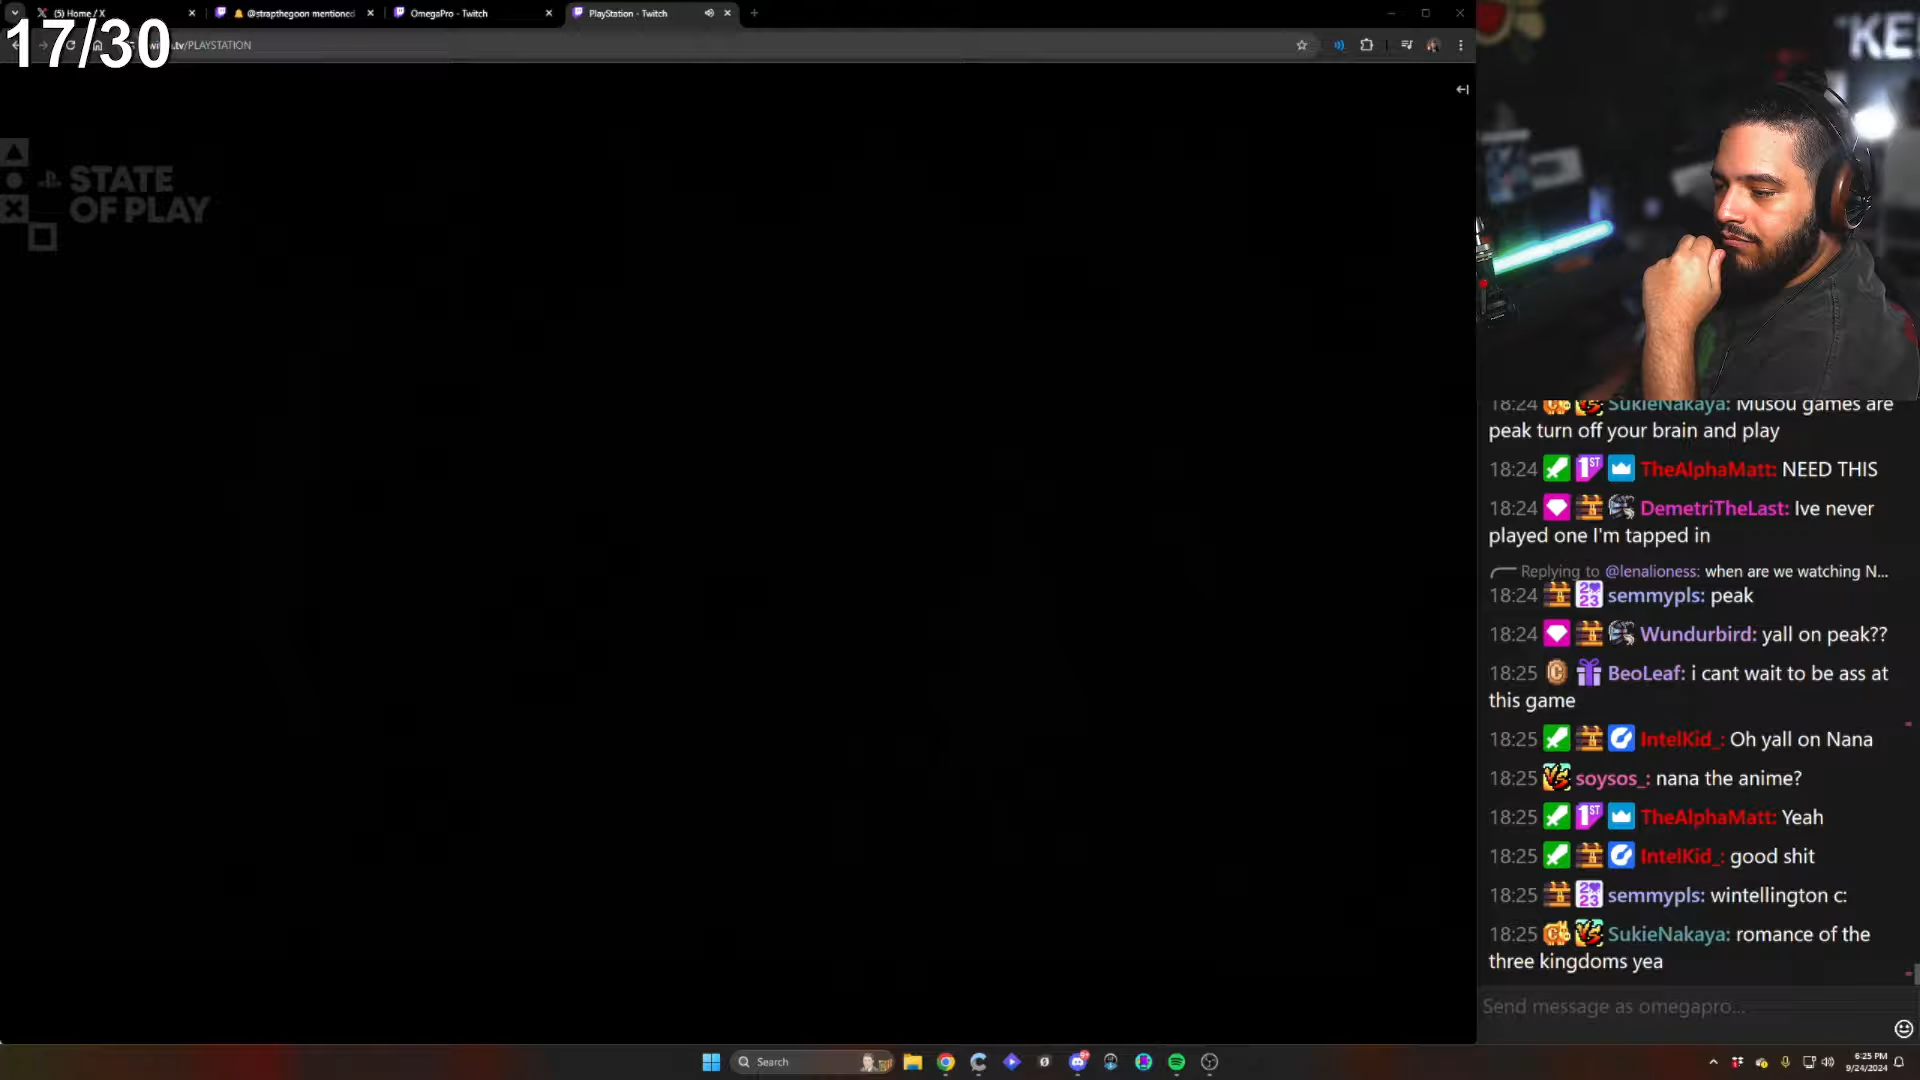 17/30
(5) Home / X
@strapthegoon mentioned
OmegaPro - Twitch
PlayStation - Twitch
/PLAYSTATION
STATE
OF PLAY
"KE
18:24 SukieNakaya: Musou games are
peak turn off your brain and play
18:24 TheAlphaMatt: NEED THIS
18:24 DemetriTheLast: Ive never
played one I'm tapped in
Replying to @lenalioness: when are we watching N...
18:24 semmypls: peak
18:24 Wundurbird: yall on peak??
18:25 BeoLeaf: i cant wait to be ass at
this game
18:25 IntelKid_: Oh yall on Nana
18:25 soysos_: nana the anime?
18:25 TheAlphaMatt: Yeah
18:25 IntelKid_: good shit
18:25 semmypls: wintellington c:
18:25 SukieNakaya: romance of the
three kingdoms yea
Send message as omegapro...
Search
6:25 PM
9/24/2024